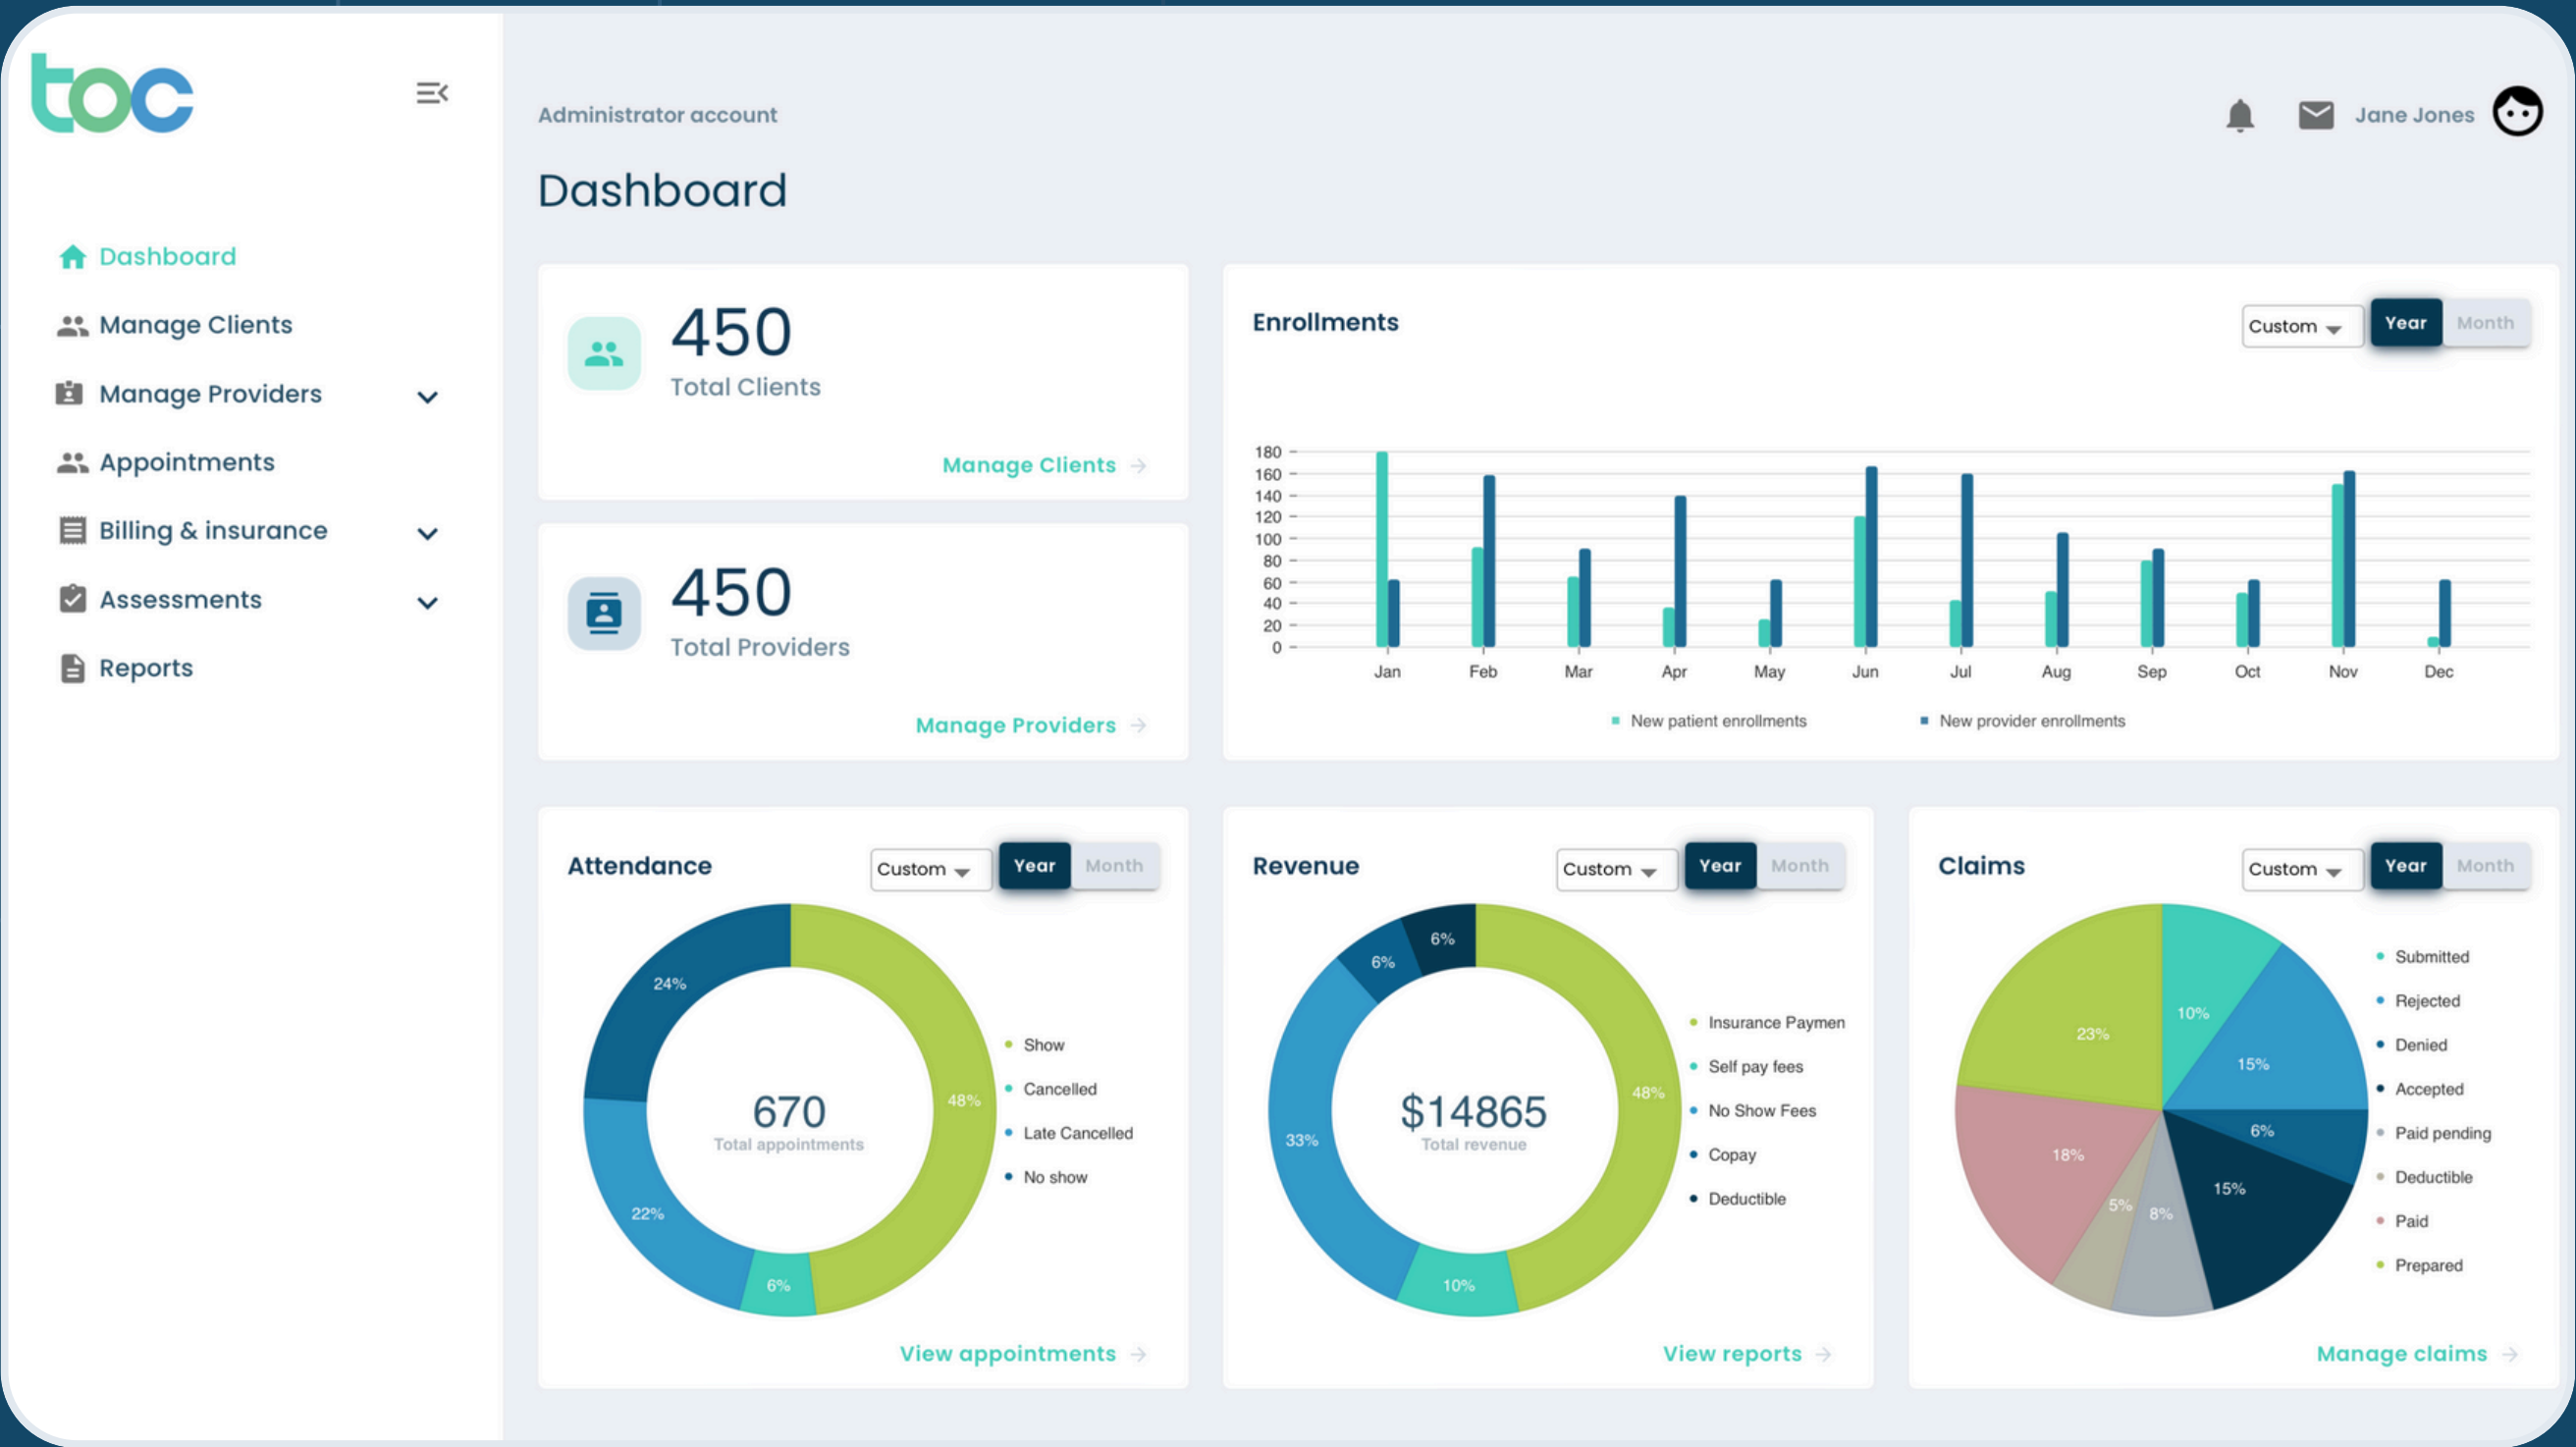 toc
Dashboard
Manage Clients
Manage Providers
Appointments
Billing & insurance
Assessments
Reports
Administrator account
Jane Jones
Dashboard
450
Total Clients
Manage Clients
450
Total Providers
Manage Providers
Enrollments
Custom
Year
Month
180
160
140
120
100
80
60
40
20
0
Jan Feb Mar Apr May Jun Jul Aug Sep Oct Nov Dec
New patient enrollments
New provider enrollments
Attendance
Custom
Year
Month
24%
48%
22%
6%
670
Total appointments
Show
Cancelled
Late Cancelled
No show
View appointments
Revenue
Custom
Year
Month
6%
6%
48%
33%
10%
$14865
Total revenue
Insurance Paymen
Self pay fees
No Show Fees
Copay
Deductible
View reports
Claims
Custom
Year
Month
10%
23%
15%
6%
18%
15%
5%
8%
Submitted
Rejected
Denied
Accepted
Paid pending
Deductible
Paid
Prepared
Manage claims